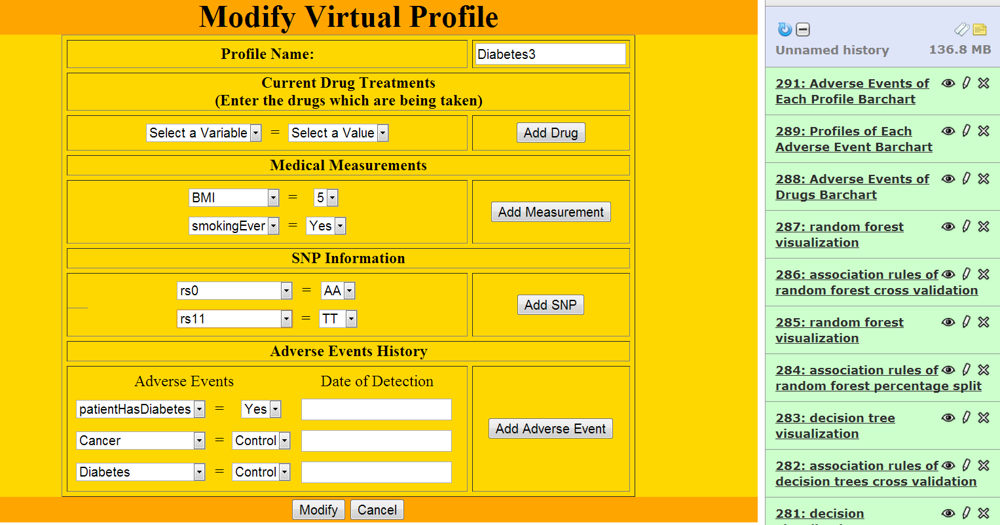 Modify Virtual Profile
Profile Name: Diabetes3
Current Drug Treatments
(Enter the drugs which are being taken)
Select a Variable = Select a Value Add Drug
Medical Measurements
BMI = 5
Add Measurement
smokingEver = Yes
SNP Information
rs0 = AA
Add SNP
rs11 = TT
Adverse Events History
Adverse Events Date of Detection
patientHasDiabetes = Yes
Add Adverse Event
Cancer = Control
Diabetes = Control
Modify Cancel
Unnamed history 136.8 MB
291: Adverse Events of
Each Profile Barchart
289: Profiles of Each
Adverse Event Barchart
288: Adverse Events of
Drugs Barchart
287: random forest
visualization
286: association rules of
random forest cross validation
285: random forest
visualization
284: association rules of
random forest percentage split
283: decision tree
visualization
282: association rules of
decision trees cross validation
281: decision